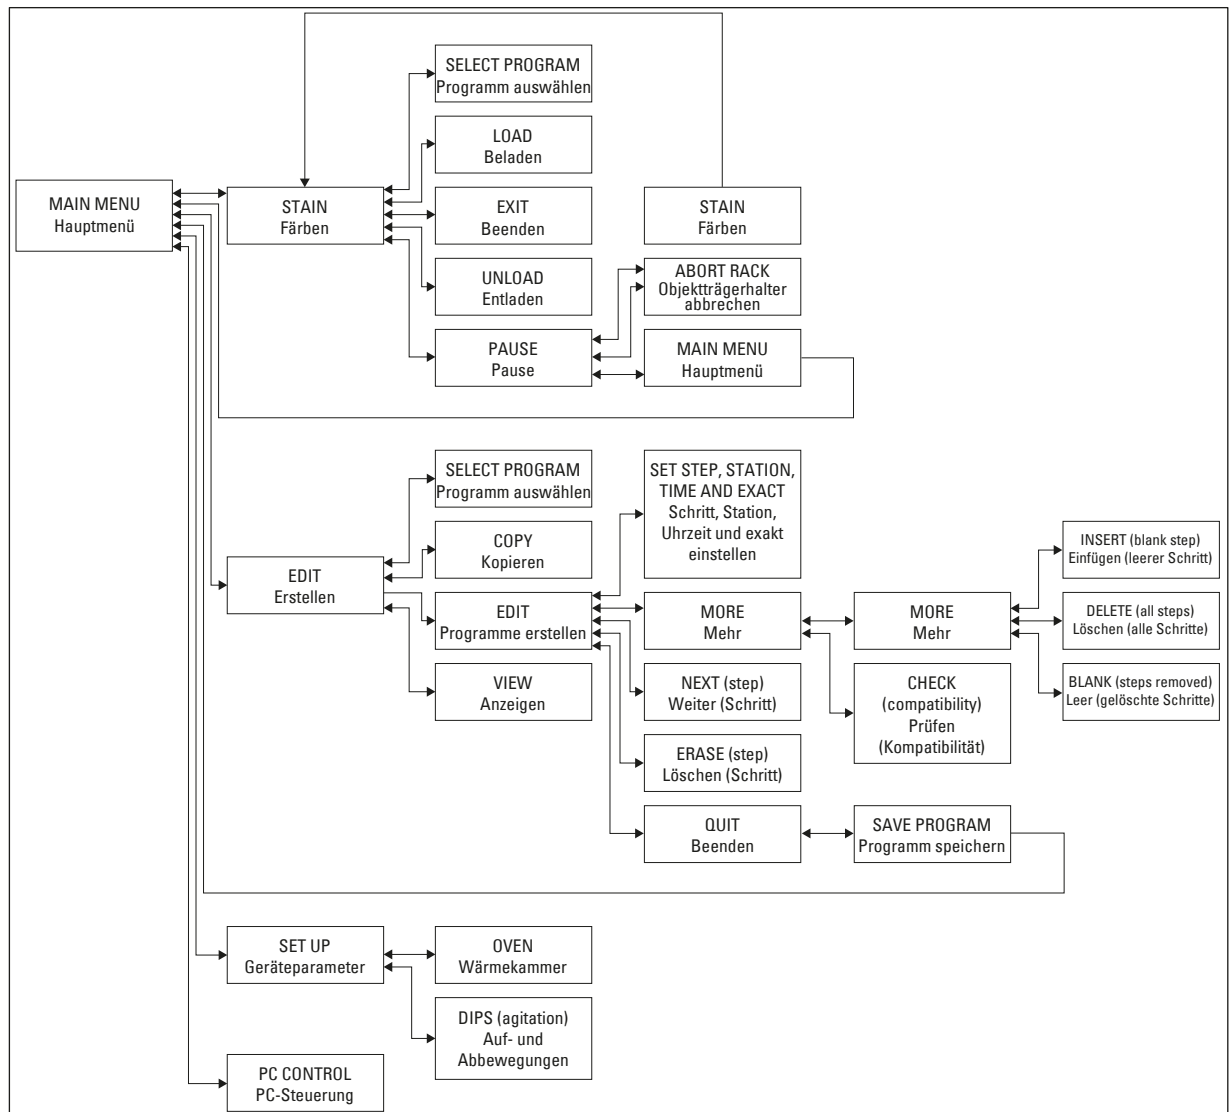 SELECT PROGRAM
Programm auswählen
LOAD
Beladen
MAIN MENU
Hauptmenü
STAIN
Färben
EXIT
Beenden
STAIN
Färben
UNLOAD
Entladen
ABORT RACK
Objektträgerhalter
abbrechen
PAUSE
Pause
MAIN MENU
Hauptmenü
SELECT PROGRAM
Programm auswählen
SET STEP, STATION,
TIME AND EXACT
Schritt, Station,
Uhrzeit und exakt
einstellen
COPY
Kopieren
INSERT (blank step)
Einfügen (leerer Schritt)
EDIT
Erstellen
EDIT
Programme erstellen
MORE
Mehr
MORE
Mehr
DELETE (all steps)
Löschen (alle Schritte)
VIEW
Anzeigen
NEXT (step)
Weiter (Schritt)
CHECK
(compatibility)
Prüfen
(Kompatibilität)
BLANK (steps removed)
Leer (gelöschte Schritte)
ERASE (step)
Löschen (Schritt)
QUIT
Beenden
SAVE PROGRAM
Programm speichern
SET UP
Geräteparameter
OVEN
Wärmekammer
DIPS (agitation)
Auf- und
Abbewegungen
PC CONTROL
PC-Steuerung